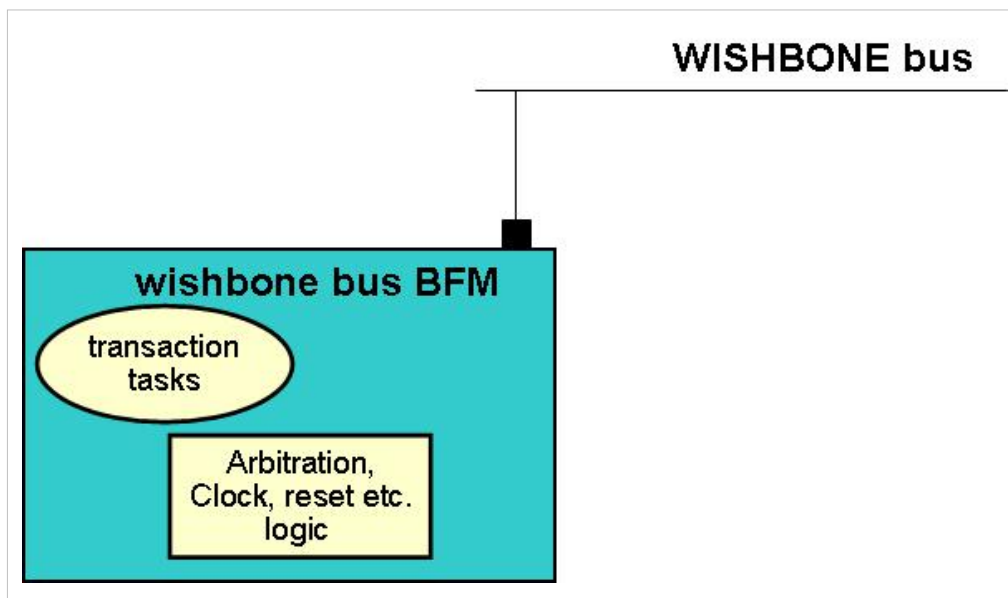 WISHBONE bus
wishbone bus BFM
transaction
tasks
Arbitration,
Clock, reset etc.
logic